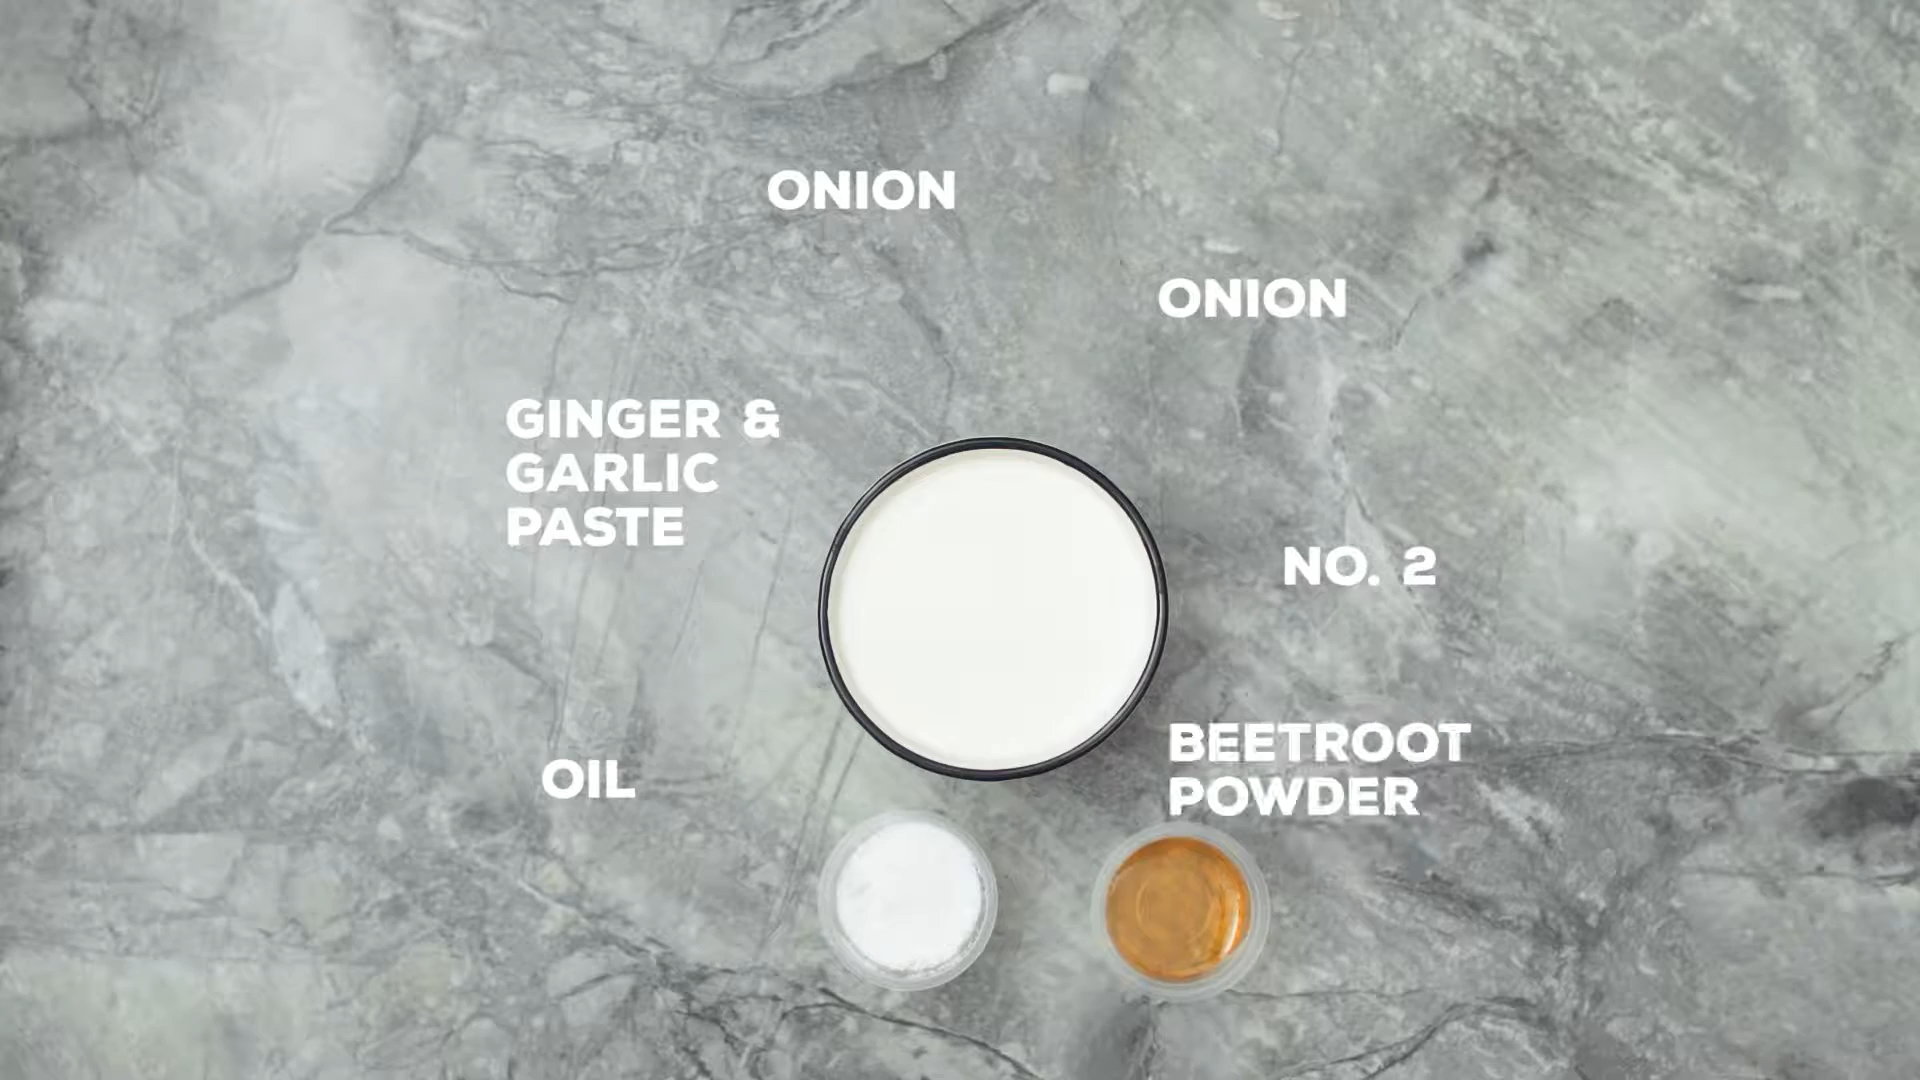 ONION
ONION
GINGER &
GARLIC
PASTE
NO. 2
BEETROOT
POWDER
OIL